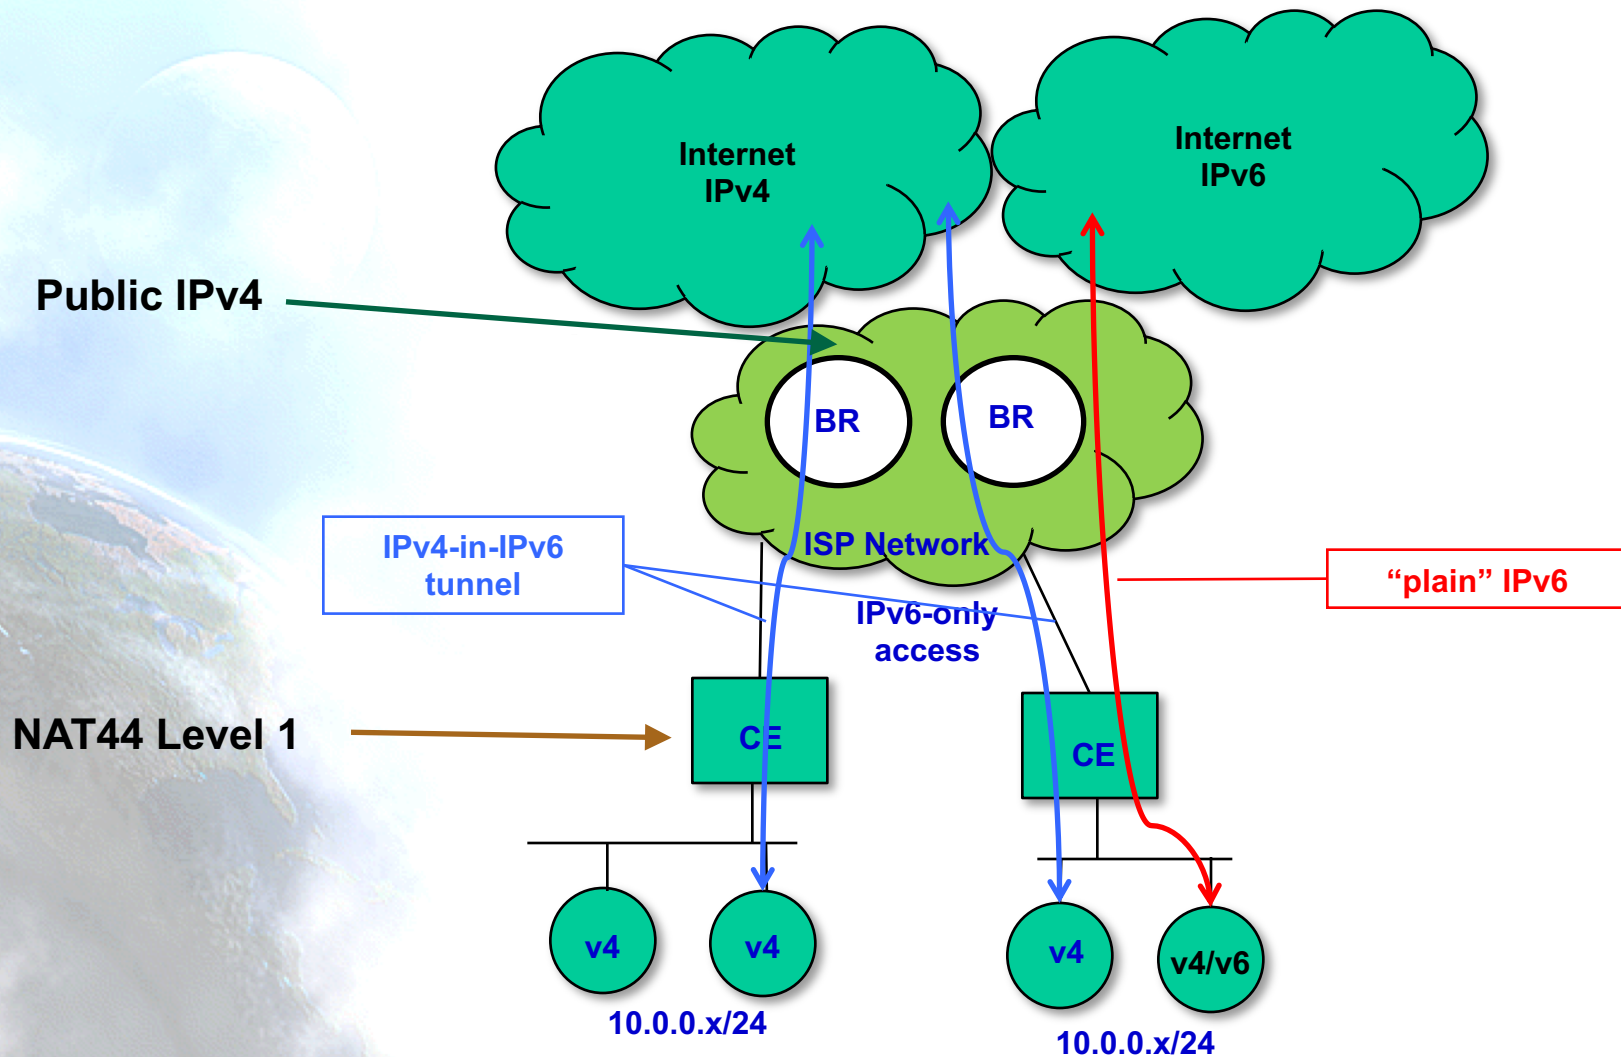 Internet
IPv4
Internet
IPv6
Public IPv4
BR
BR
ISP Network
IPv4-in-IPv6
tunnel
“plain” IPv6
IPv6-only
access
NAT44 Level 1
CE
CE
v4
v4
v4
v4/v6
10.0.0.x/24
10.0.0.x/24